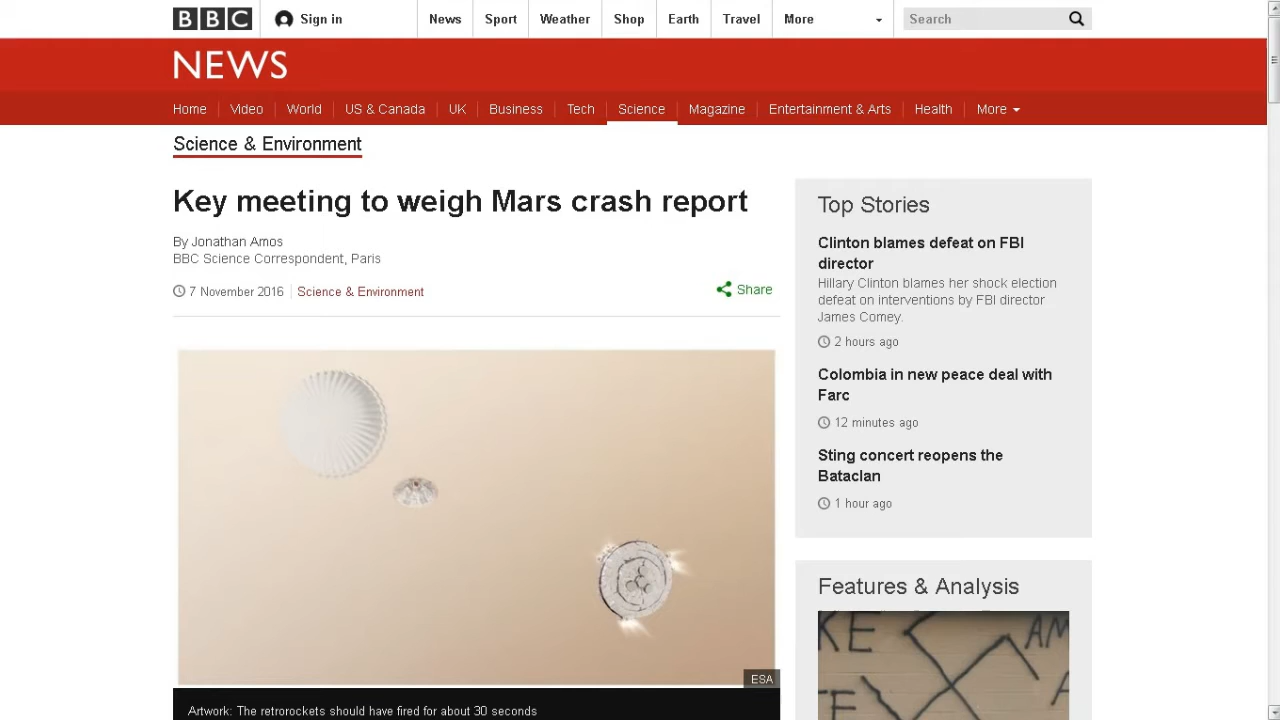 BBC
Sign in
News
Sport
Weather
Shop
Earth
Travel
More
Search
NEWS
Home
Video
World
US & Canada
UK
Business
Tech
Science
Magazine
Entertainment & Arts
Health
More
Science & Environment
Key meeting to weigh Mars crash report
By Jonathan Amos
BBC Science Correspondent, Paris
7 November 2016
Science & Environment
Share
ESA
Artwork: The retrorockets should have fired for about 30 seconds
Top Stories
Clinton blames defeat on FBI
director
Hillary Clinton blames her shock election
defeat on interventions by FBI director
James Comey.
2 hours ago
Colombia in new peace deal with
Farc
12 minutes ago
Sting concert reopens the
Bataclan
1 hour ago
Features & Analysis